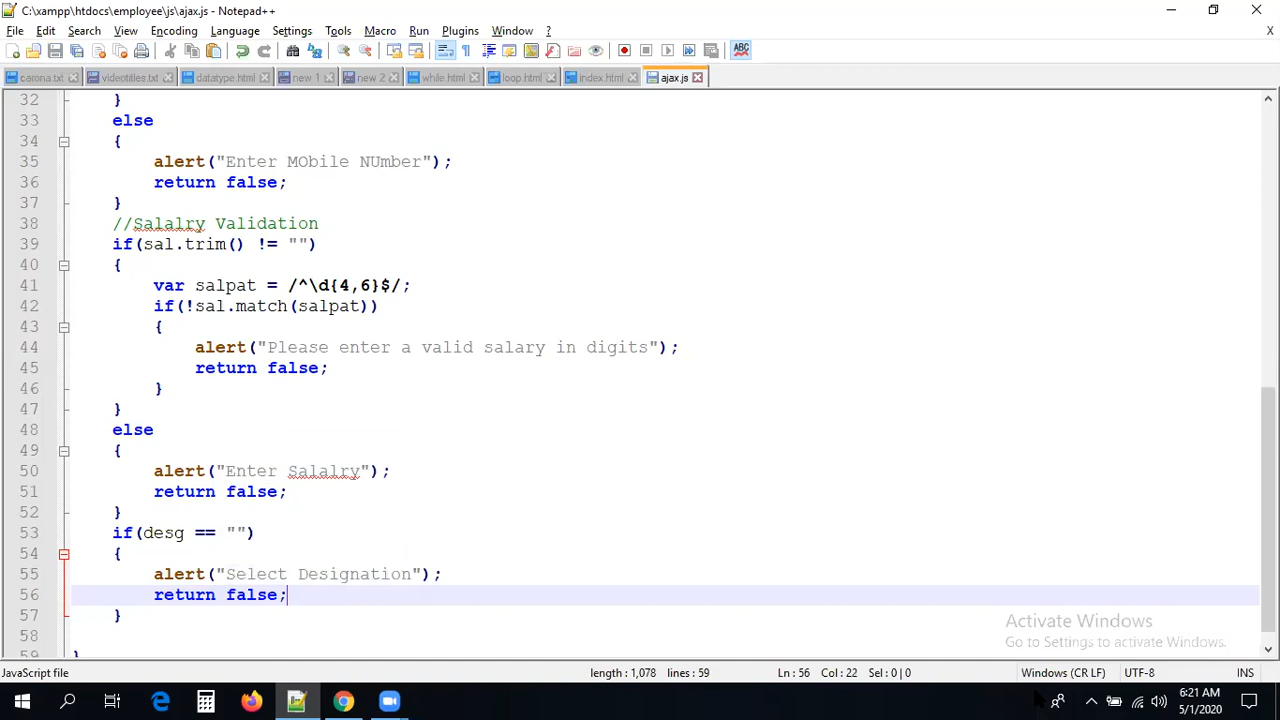 C:\xampp\htdocs\employee\js\ajax.js - Notepad++
File Edit Search View Encoding Language Settings Tools Macro Run Plugins Window ? X
ABC
carona.txt videotitles.txt datatype.html new 1 new 2 while.html loop.html index.html ajax.js
32 }
33 else
34 {
35 alert("Enter MObile NUmber");
36 return false;
37 }
38 //Salalry Validation
39 if(sal.trim() != "")
40 {
41 var salpat = /^\d{4,6}$/;
42 if(!sal.match(salpat))
43 {
44 alert("Please enter a valid salary in digits");
45 return false;
46 }
47 }
48 else
49 {
50 alert("Enter Salalry");
51 return false;
52 }
53 if(desg == "")
54 {
55 alert("Select Designation");
56 return false;
57 }
58
59 }
Activate Windows
Go to Settings to activate Windows.
JavaScript file length : 1,078 lines : 59 Ln : 56 Col : 22 Sel : 0 | 0 Windows (CR LF) UTF-8 INS
6:21 AM
5/1/2020